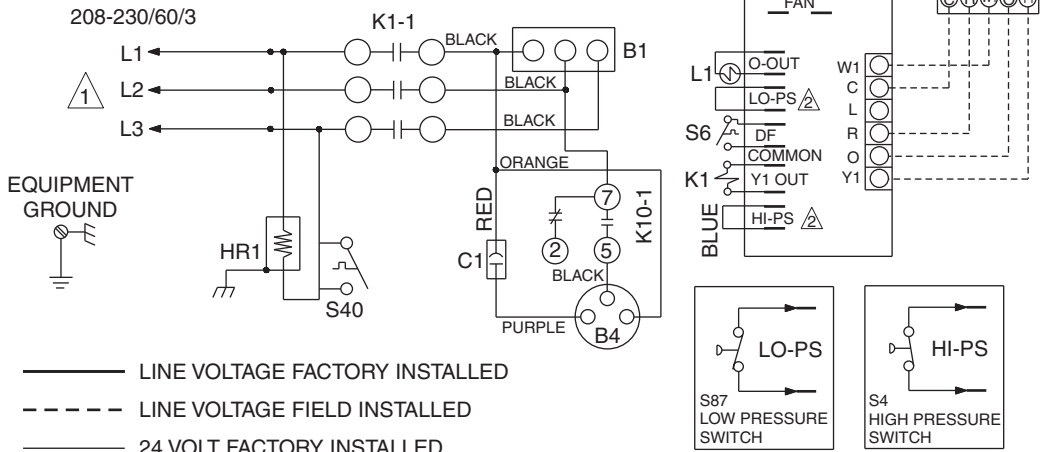 208-230/60/3
K1-1
L1
BLACK
B1
1
L2
BLACK
L3
BLACK
ORANGE
EQUIPMENT
GROUND
RED
7
K10-1
HR1
C1
2
5
BLACK
S40
PURPLE
B4
FAN
L1
O-OUT
LO-PS
2
S6
DF
COMMON
K1
Y1 OUT
BLUE
HI-PS
2
W1
C
L
R
O
Y1
LO-PS
S87
LOW PRESSURE
SWITCH
HI-PS
S4
HIGH PRESSURE
SWITCH
LINE VOLTAGE FACTORY INSTALLED
LINE VOLTAGE FIELD INSTALLED
24 VOLT FACTORY INSTALLED